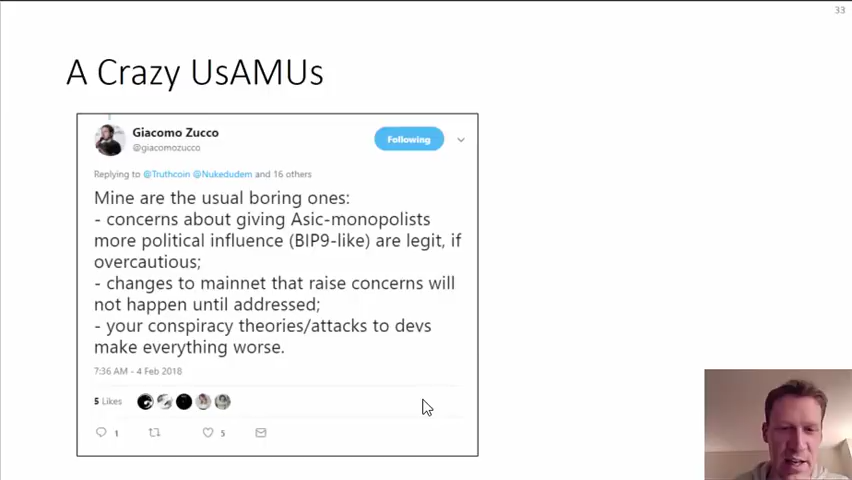 33
A Crazy UsAMUs
Giacomo Zucco
@giacomozucco
Following
Replying to @Truthcoin @Nukedudem and 16 others
Mine are the usual boring ones:
- concerns about giving Asic-monopolists
more political influence (BIP9-like) are legit, if
overcautious;
- changes to mainnet that raise concerns will
not happen until addressed;
- your conspiracy theories/attacks to devs
make everything worse.
7:36 AM - 4 Feb 2018
5 Likes
1
5